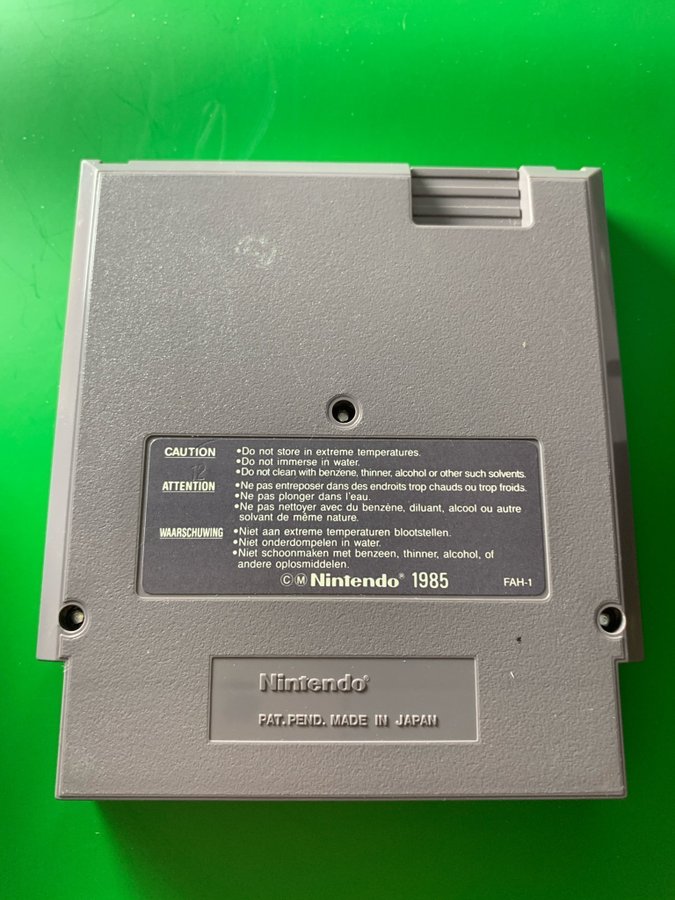 CAUTION •Do not store in extreme temperatures.
•Do not immerse in water.
•Do not clean with benzene, thinner, alcohol or other such solvents.
12
ATTENTION •Ne pas entreposer dans des endroits trop chauds ou trop froids.
•Ne pas plonger dans l'eau.
•Ne pas nettoyer avec du benzène, diluant, alcool ou autre
solvant de même nature.
WAARSCHUWING •Niet aan extreme temperaturen blootstellen.
•Niet onderdompelen in water.
•Niet schoonmaken met benzeen, thinner, alcohol, of
andere oplosmiddelen.
©Ⓜ Nintendo® 1985 FAH-1
Nintendo®
PAT. PEND. MADE IN JAPAN